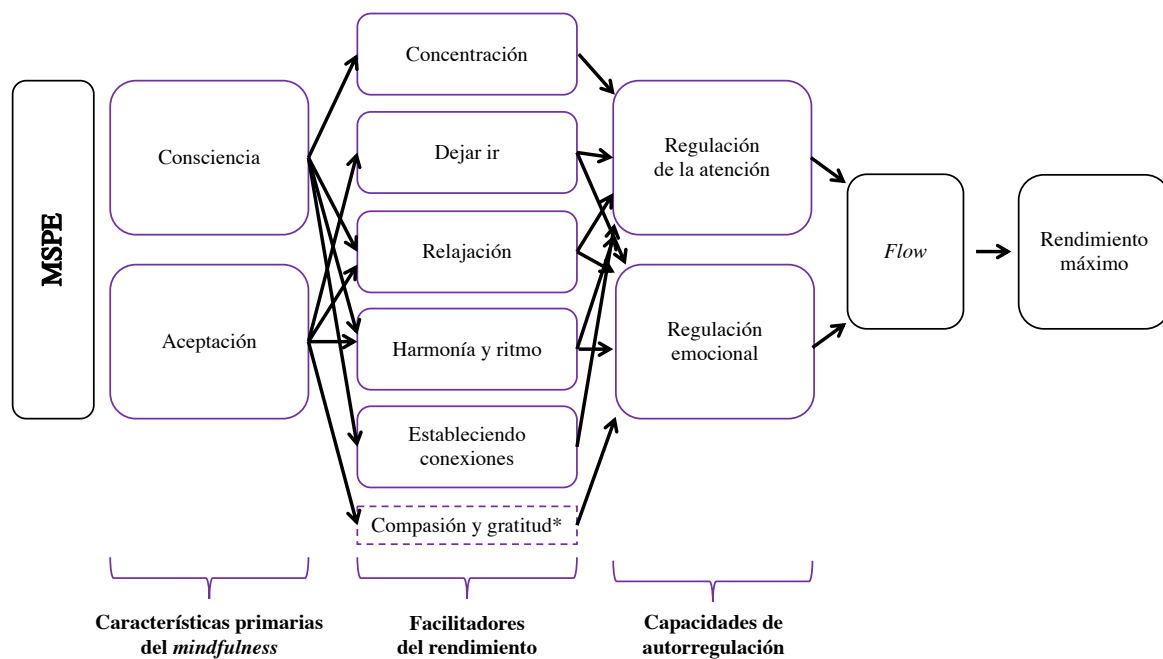 MSPE
Consciencia
Aceptación
Concentración
Dejar ir
Relajación
Harmonía y ritmo
Estableciendo
conexiones
Compasión y gratitud*
Regulación
de la atención
Regulación
emocional
Flow
Rendimiento
máximo
Características primarias
del mindfulness
Facilitadores
del rendimiento
Capacidades de
autorregulación